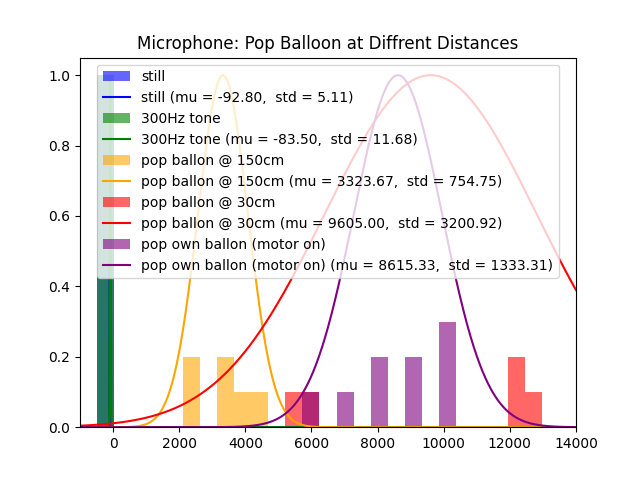 Microphone: Pop Balloon at Diffrent Distances
still
still (mu = -92.80,  std = 5.11)
300Hz tone
300Hz tone (mu = -83.50,  std = 11.68)
pop ballon @ 150cm
pop ballon @ 150cm (mu = 3323.67,  std = 754.75)
pop ballon @ 30cm
pop ballon @ 30cm (mu = 9605.00,  std = 3200.92)
pop own ballon (motor on)
pop own ballon (motor on) (mu = 8615.33,  std = 1333.31)
1.0
0.8
0.6
0.4
0.2
0.0
0 2000 4000 6000 8000 10000 12000 14000